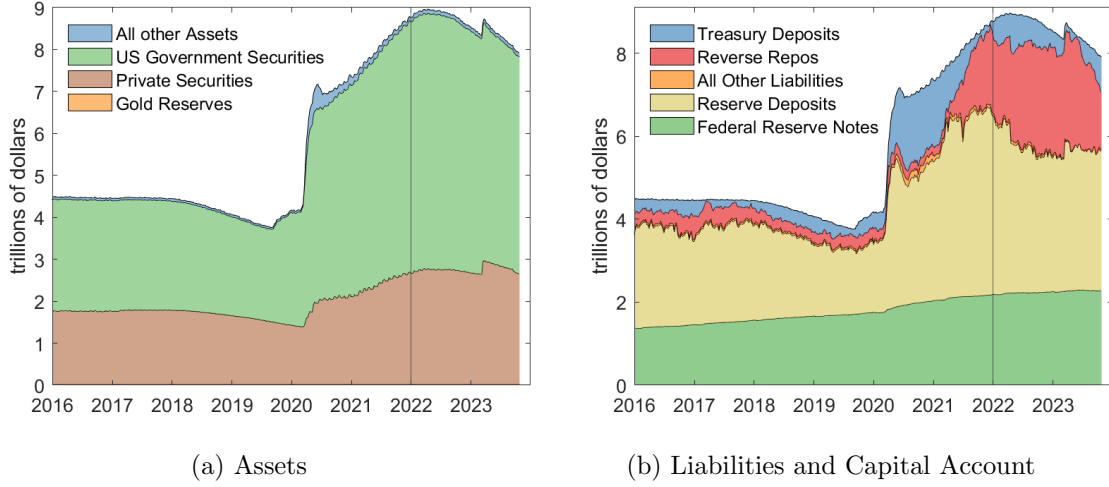 trillions of dollars
9
8
7
6
5
4
3
2
1
0
All other Assets
US Government Securities
Private Securities
Gold Reserves
2016 2017 2018 2019 2020 2021 2022 2023
(a) Assets
trillions of dollars
8
6
4
2
0
Treasury Deposits
Reverse Repos
All Other Liabilities
Reserve Deposits
Federal Reserve Notes
2016 2017 2018 2019 2020 2021 2022 2023
(b) Liabilities and Capital Account